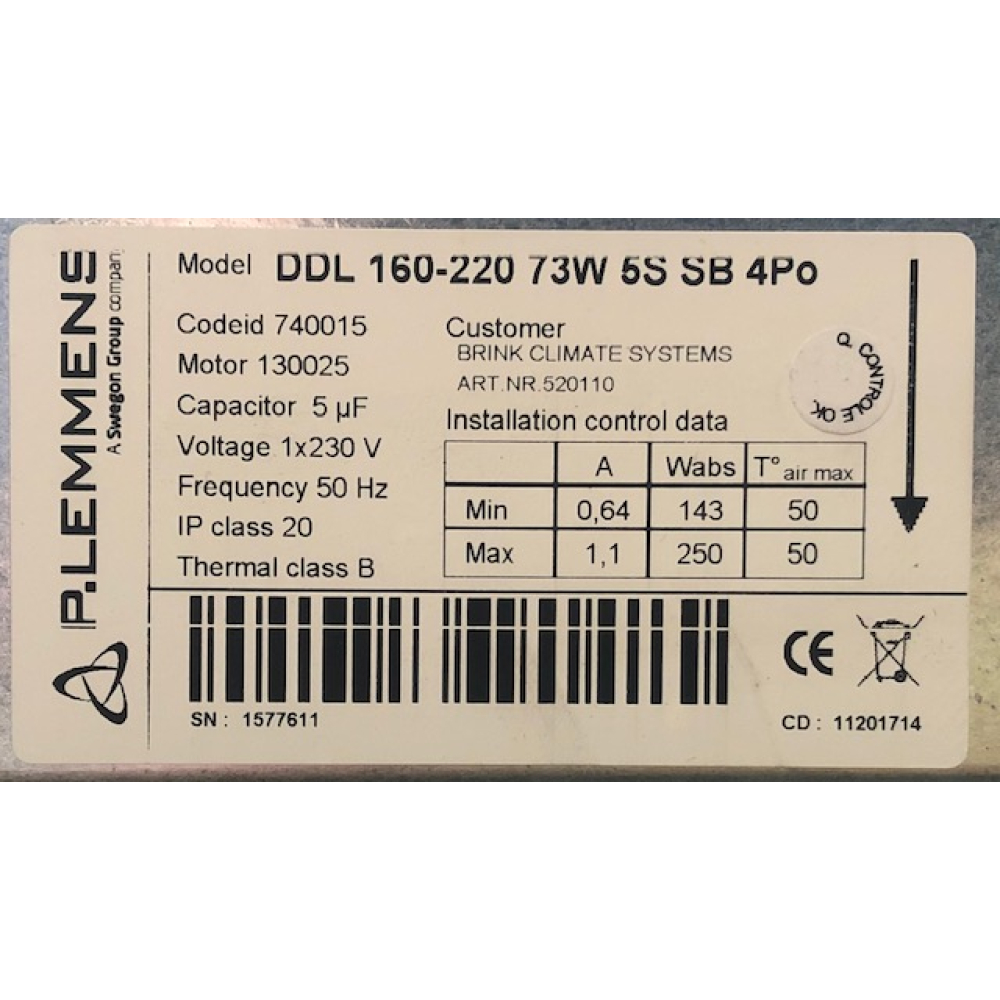 P.LEMMENS
A Swegon Group company
Model DDL 160-220 73W 5S SB 4Po
Codeid 740015
Motor 130025
Capacitor 5 µF
Voltage 1x230 V
Frequency 50 Hz
IP class 20
Thermal class B
Customer
BRINK CLIMATE SYSTEMS
ART.NR.520110
Installation control data
A Wabs T° air max
Min 0,64 143 50
Max 1,1 250 50
Q. CONTROLE OK.
CE
SN : 1577611
CD : 11201714